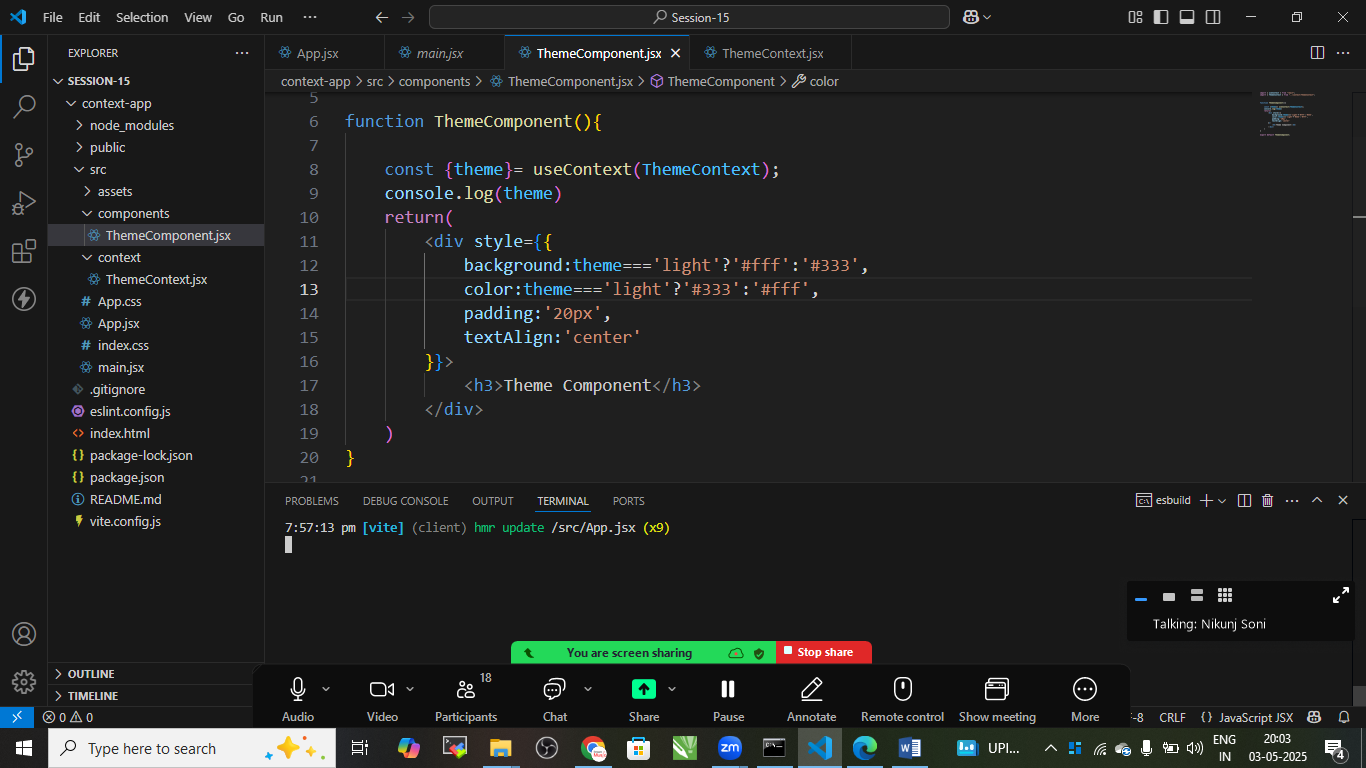 File Edit Selection View Go Run ··· Session-15
EXPLORER ···
SESSION-15
context-app
node_modules
public
src
assets
components
ThemeComponent.jsx
context
ThemeContext.jsx
App.css
App.jsx
index.css
main.jsx
.gitignore
eslint.config.js
index.html
package-lock.json
package.json
README.md
vite.config.js
OUTLINE
TIMELINE
App.jsx main.jsx ThemeComponent.jsx ThemeContext.jsx
context-app > src > components > ThemeComponent.jsx > ThemeComponent > color
5
6 function ThemeComponent(){
7
8 const {theme}= useContext(ThemeContext);
9 console.log(theme)
10 return(
11 <div style={{
12 background:theme==='light'?'#fff':'#333',
13 color:theme==='light'?'#333':'#fff',
14 padding:'20px',
15 textAlign:'center'
16 }}>
17 <h3>Theme Component</h3>
18 </div>
19 )
20 }
21
PROBLEMS DEBUG CONSOLE OUTPUT TERMINAL PORTS esbuild
7:57:13 pm [vite] (client) hmr update /src/App.jsx (x9)
Talking: Nikunj Soni
You are screen sharing Stop share
18
Audio Video Participants Chat Share Pause Annotate Remote control Show meeting More
0 0 F-8 CRLF {} JavaScript JSX
Type here to search
zm
UPI...
ENG
IN
20:03
03-05-2025
4